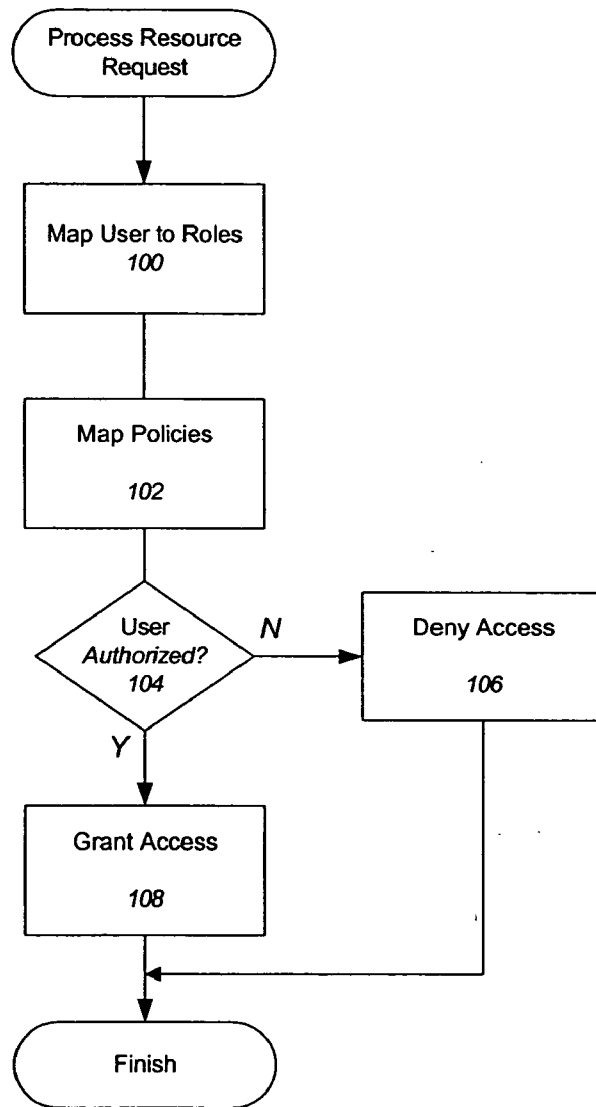 Process Resource
Request
Map User to Roles
100
Map Policies
102
User
Authorized?
104
N
Deny Access
106
Y
Grant Access
108
Finish